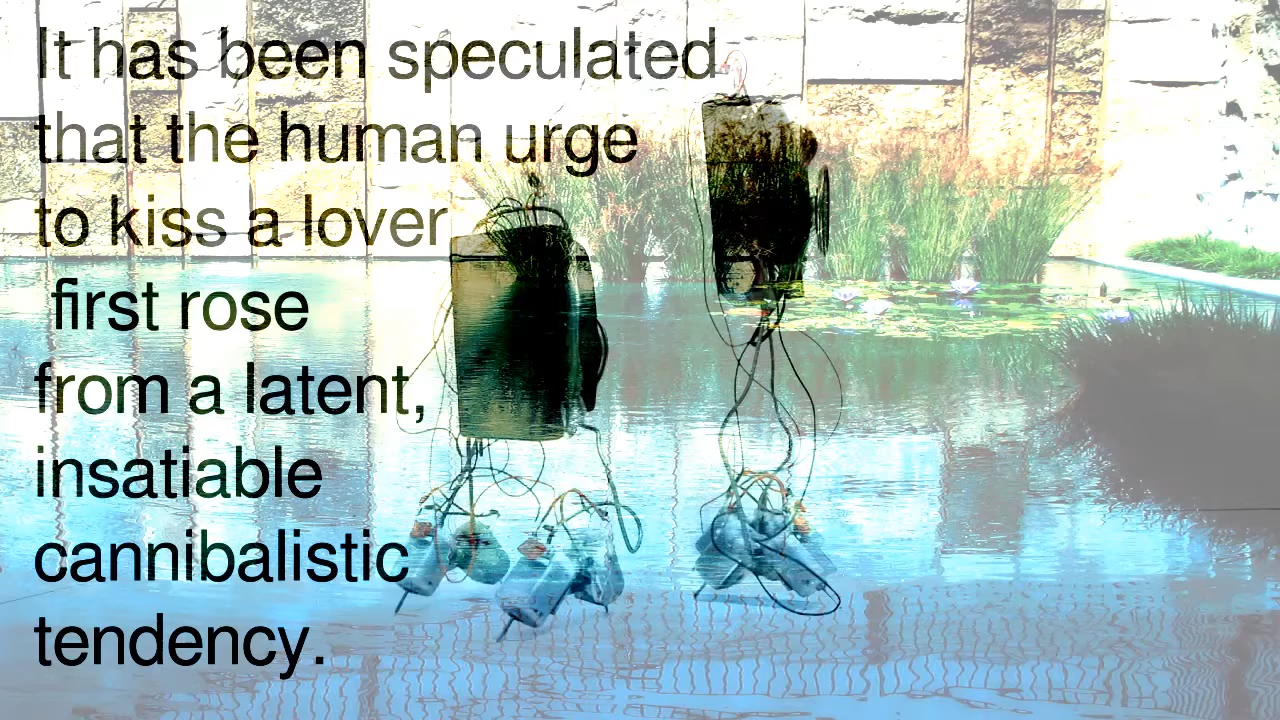 It has been speculated
that the human urge
to kiss a lover
first rose
from a latent,
insatiable
cannibalistic
tendency.